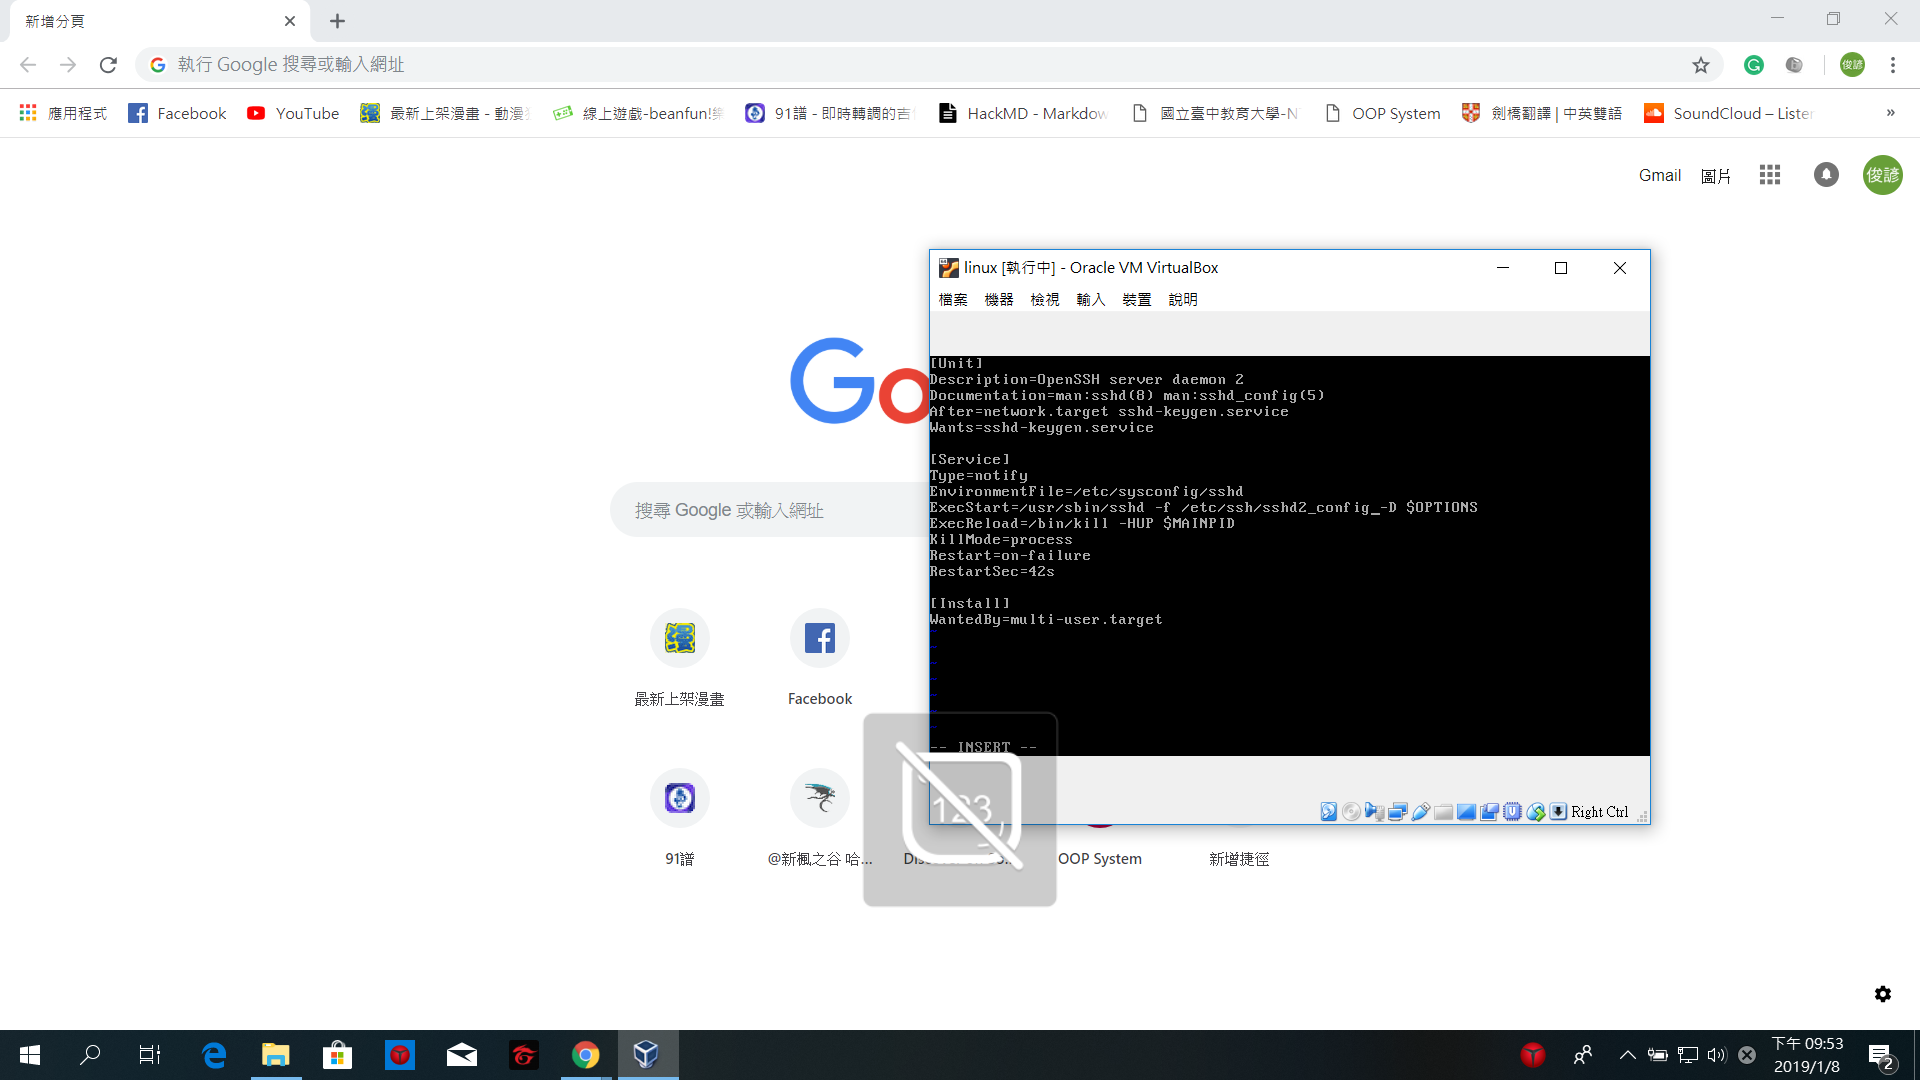 新增分頁
執行 Google 搜尋或輸入網址
俊諺
應用程式
Facebook
YouTube
最新上架漫畫 - 動漫
線上遊戲-beanfun!樂
91譜 - 即時轉調的吉
HackMD - Markdow
國立臺中教育大學-N
OOP System
劍橋翻譯 | 中英雙語
SoundCloud – Lister
»
Gmail
圖片
俊諺
linux [執行中] - Oracle VM VirtualBox
檔案 機器 檢視 輸入 裝置 說明
Go
搜尋 Google 或輸入網址
[Unit]
Description=OpenSSH server daemon 2
Documentation=man:sshd(8) man:sshd_config(5)
After=network.target sshd-keygen.service
Wants=sshd-keygen.service
[Service]
Type=notify
EnvironmentFile=/etc/sysconfig/sshd
ExecStart=/usr/sbin/sshd -f /etc/ssh/sshd2_config_-D $OPTIONS
ExecReload=/bin/kill -HUP $MAINPID
KillMode=process
Restart=on-failure
RestartSec=42s
[Install]
WantedBy=multi-user.target
~
~
~
~
~
~
~
-- INSERT --
Right Ctrl
最新上架漫畫
Facebook
123
91譜
@新楓之谷 哈...
OOP System
新增捷徑
下午 09:53
2019/1/8
2